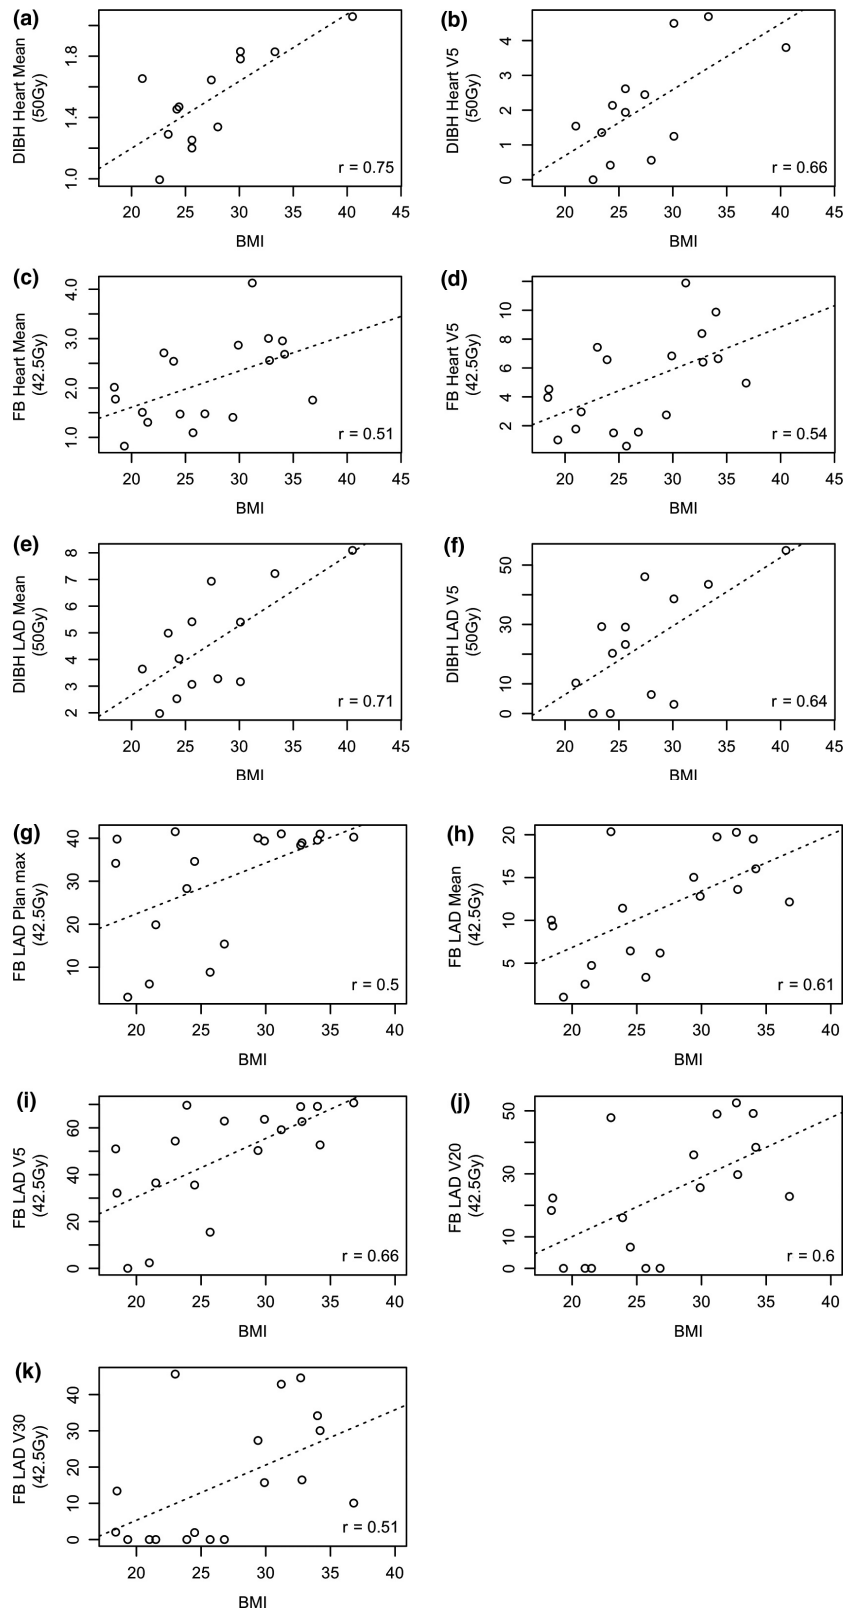 (a)
DIBH Heart Mean
(50Gy)
1.0 1.4 1.8
r = 0.75
20 25 30 35 40 45
BMI
(b)
DIBH Heart V5
(50Gy)
0 1 2 3 4
r = 0.66
20 25 30 35 40 45
BMI
(c)
FB Heart Mean
(42.5Gy)
1.0 2.0 3.0 4.0
r = 0.51
20 25 30 35 40 45
BMI
(d)
FB Heart V5
(42.5Gy)
2 4 6 8 10
r = 0.54
20 25 30 35 40 45
BMI
(e)
DIBH LAD Mean
(50Gy)
2 3 4 5 6 7 8
r = 0.71
20 25 30 35 40 45
BMI
(f)
DIBH LAD V5
(50Gy)
0 10 30 50
r = 0.64
20 25 30 35 40 45
BMI
(g)
FB LAD Plan max
(42.5Gy)
10 20 30 40
r = 0.5
20 25 30 35 40
BMI
(h)
FB LAD Mean
(42.5Gy)
5 10 15 20
r = 0.61
20 25 30 35 40
BMI
(i)
FB LAD V5
(42.5Gy)
0 20 40 60
r = 0.66
20 25 30 35 40
BMI
(j)
FB LAD V20
(42.5Gy)
0 10 30 50
r = 0.6
20 25 30 35 40
BMI
(k)
FB LAD V30
(42.5Gy)
0 10 20 30 40
r = 0.51
20 25 30 35 40
BMI